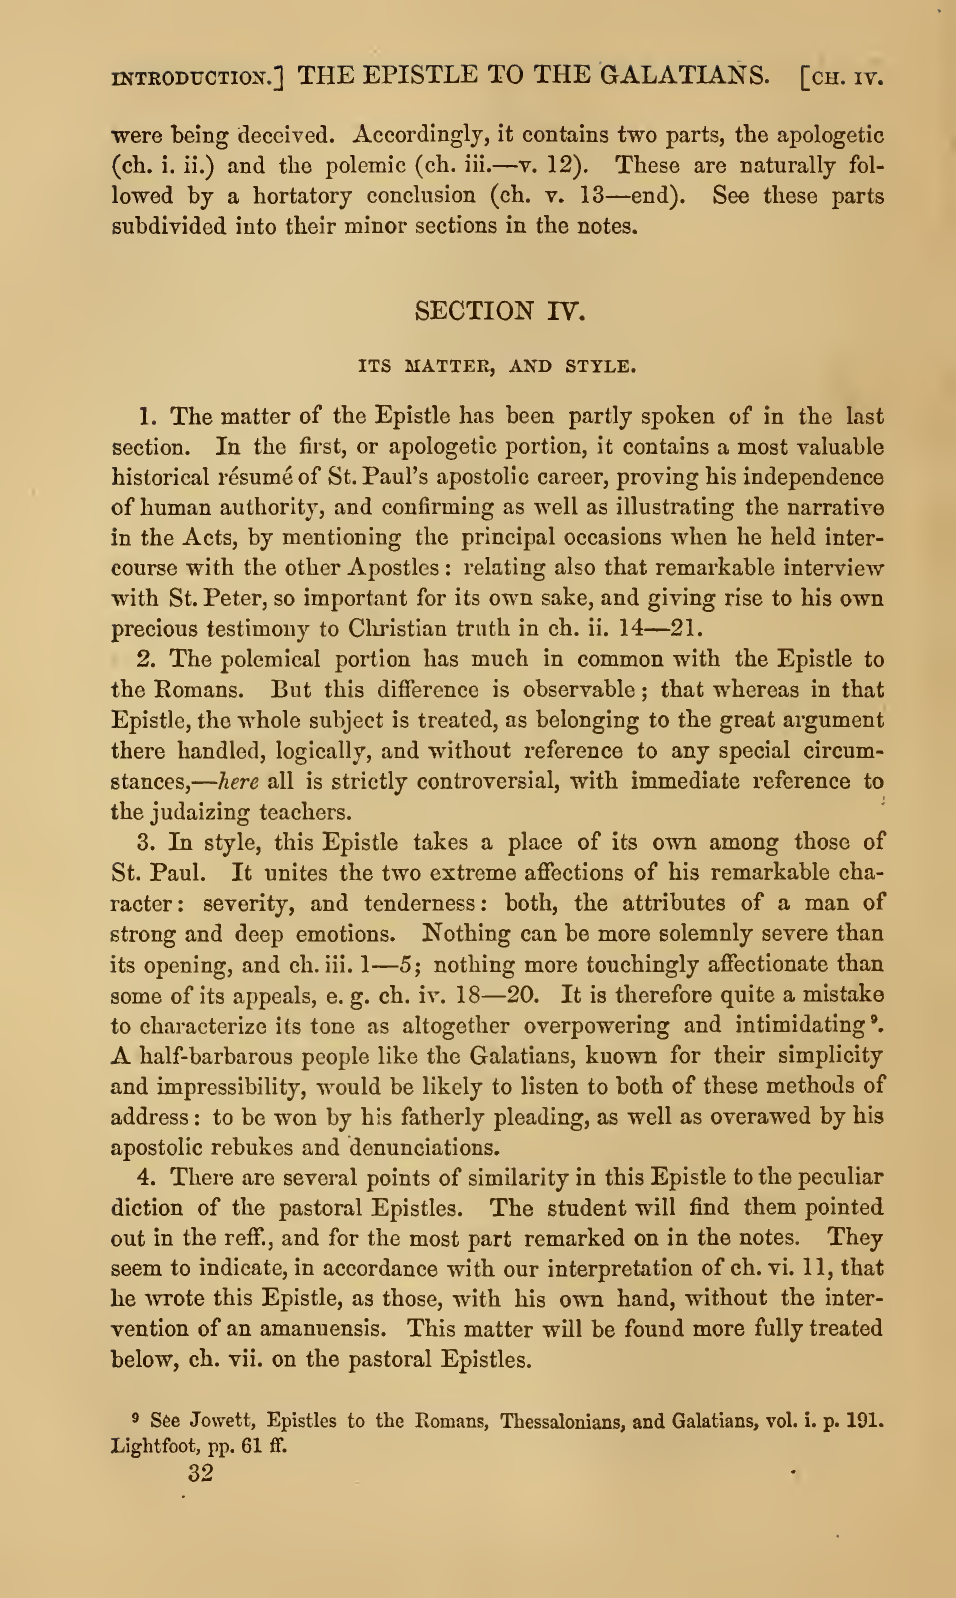 INTRODUCTION.] THE EPISTLE TO THE GALATIANS. [CH. IV.
were being deceived. Accordingly, it contains two parts, the apologetic
(ch. i. ii.) and the polemic (ch. iii.—v. 12). These are naturally fol-
lowed by a hortatory conclusion (ch. v. 13—end). See these parts
subdivided into their minor sections in the notes.
SECTION IV.
ITS MATTER, AND STYLE.
1. The matter of the Epistle has been partly spoken of in the last
section. In the first, or apologetic portion, it contains a most valuable
historical résumé of St. Paul's apostolic career, proving his independence
of human authority, and confirming as well as illustrating the narrative
in the Acts, by mentioning the principal occasions when he held inter-
course with the other Apostles: relating also that remarkable interview
with St. Peter, so important for its own sake, and giving rise to his own
precious testimony to Christian truth in ch. ii. 14—21.
2. The polemical portion has much in common with the Epistle to
the Romans. But this difference is observable; that whereas in that
Epistle, the whole subject is treated, as belonging to the great argument
there handled, logically, and without reference to any special circum-
stances,—here all is strictly controversial, with immediate reference to
the judaizing teachers.
3. In style, this Epistle takes a place of its own among those of
St. Paul. It unites the two extreme affections of his remarkable cha-
racter: severity, and tenderness: both, the attributes of a man of
strong and deep emotions. Nothing can be more solemnly severe than
its opening, and ch. iii. 1—5; nothing more touchingly affectionate than
some of its appeals, e. g. ch. iv. 18—20. It is therefore quite a mistake
to characterize its tone as altogether overpowering and intimidating⁹.
A half-barbarous people like the Galatians, known for their simplicity
and impressibility, would be likely to listen to both of these methods of
address: to be won by his fatherly pleading, as well as overawed by his
apostolic rebukes and denunciations.
4. There are several points of similarity in this Epistle to the peculiar
diction of the pastoral Epistles. The student will find them pointed
out in the reff., and for the most part remarked on in the notes. They
seem to indicate, in accordance with our interpretation of ch. vi. 11, that
he wrote this Epistle, as those, with his own hand, without the inter-
vention of an amanuensis. This matter will be found more fully treated
below, ch. vii. on the pastoral Epistles.
⁹ See Jowett, Epistles to the Romans, Thessalonians, and Galatians, vol. i. p. 191.
Lightfoot, pp. 61 ff.
32